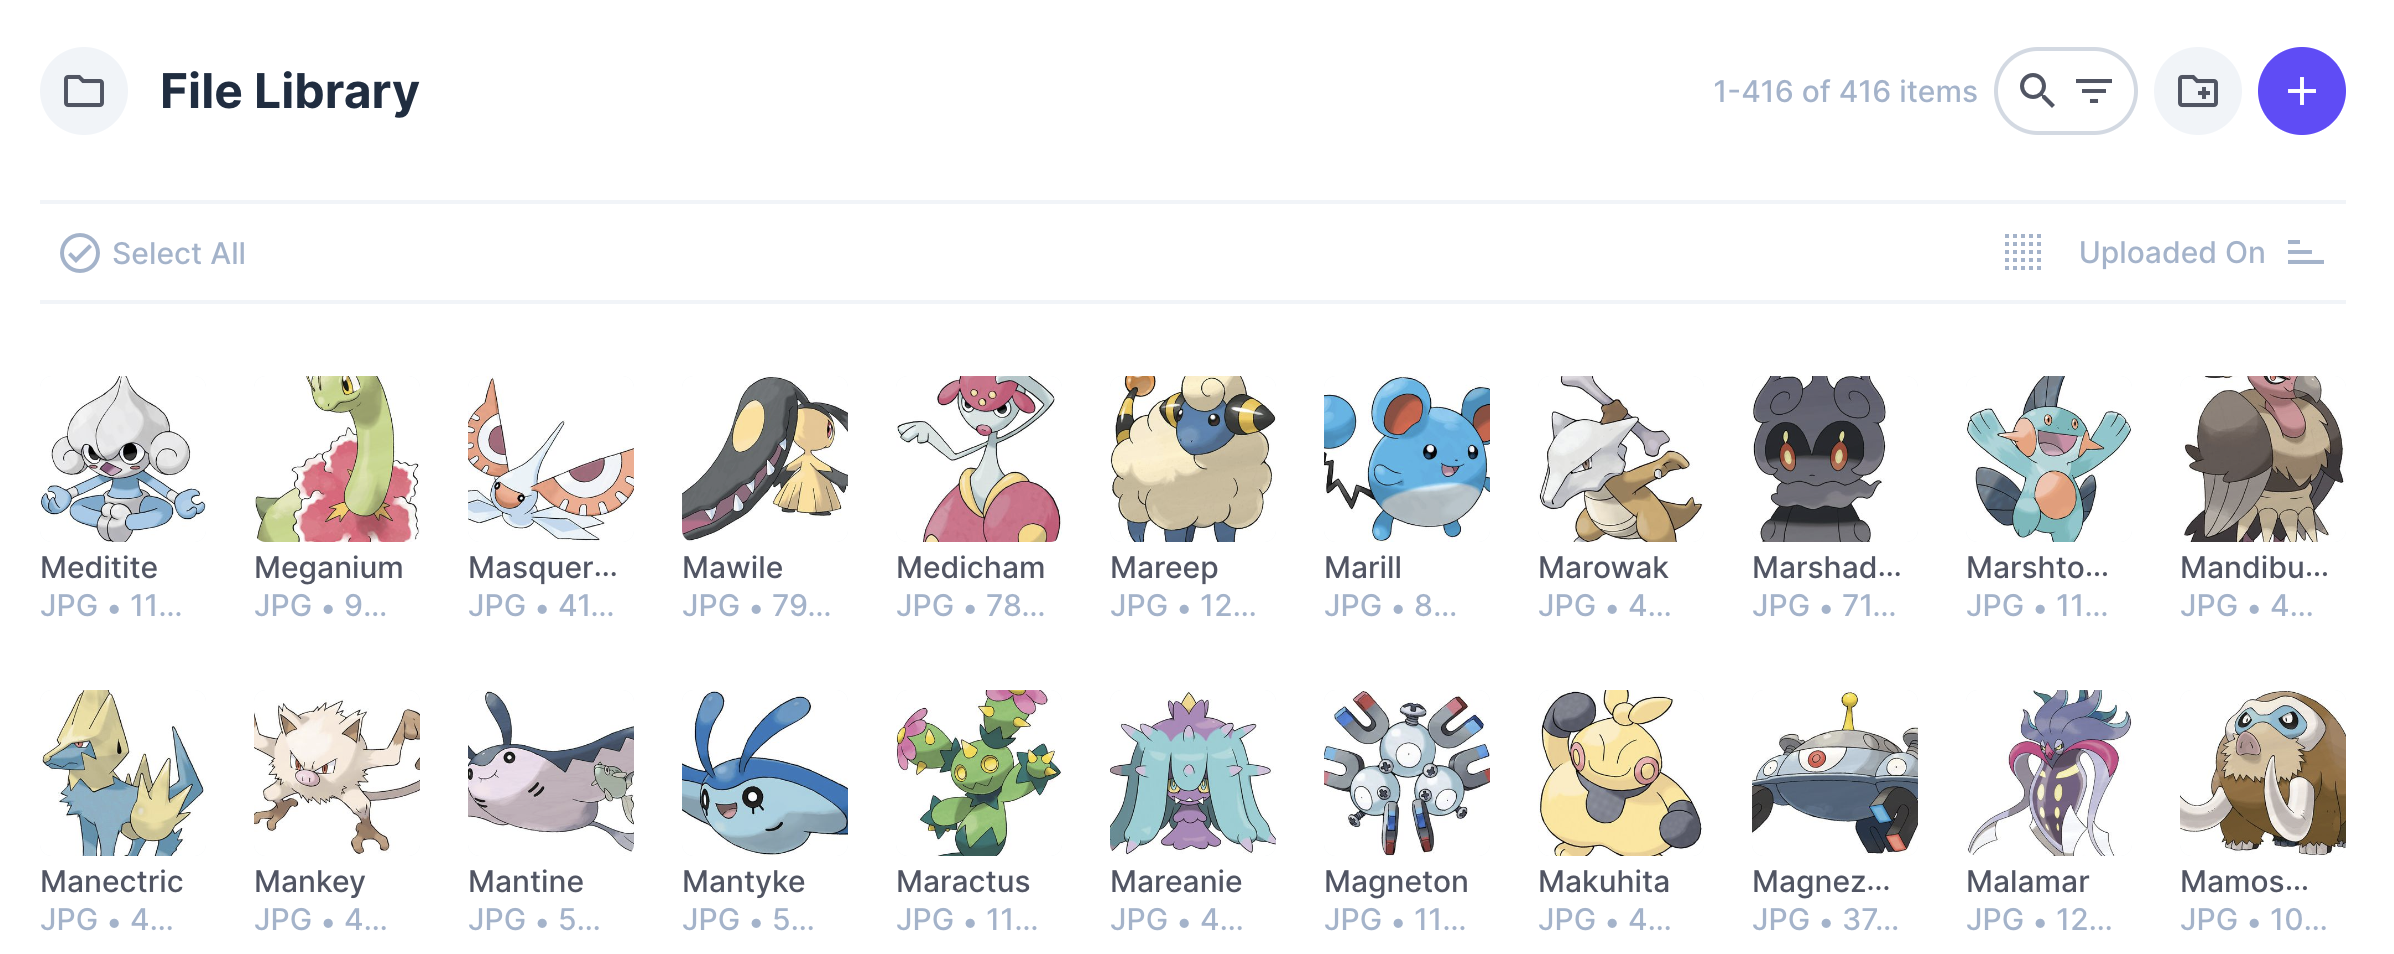 File Library
1-416 of 416 items
Select All
Uploaded On
Meditite
JPG • 11...
Meganium
JPG • 9...
Masquer...
JPG • 41...
Mawile
JPG • 79...
Medicham
JPG • 78...
Mareep
JPG • 12...
Marill
JPG • 8...
Marowak
JPG • 4...
Marshad...
JPG • 71...
Marshto...
JPG • 11...
Mandibu...
JPG • 4...
Manectric
JPG • 4...
Mankey
JPG • 4...
Mantine
JPG • 5...
Mantyke
JPG • 5...
Maractus
JPG • 11...
Mareanie
JPG • 4...
Magneton
JPG • 11...
Makuhita
JPG • 4...
Magnez...
JPG • 37...
Malamar
JPG • 12...
Mamos...
JPG • 10...